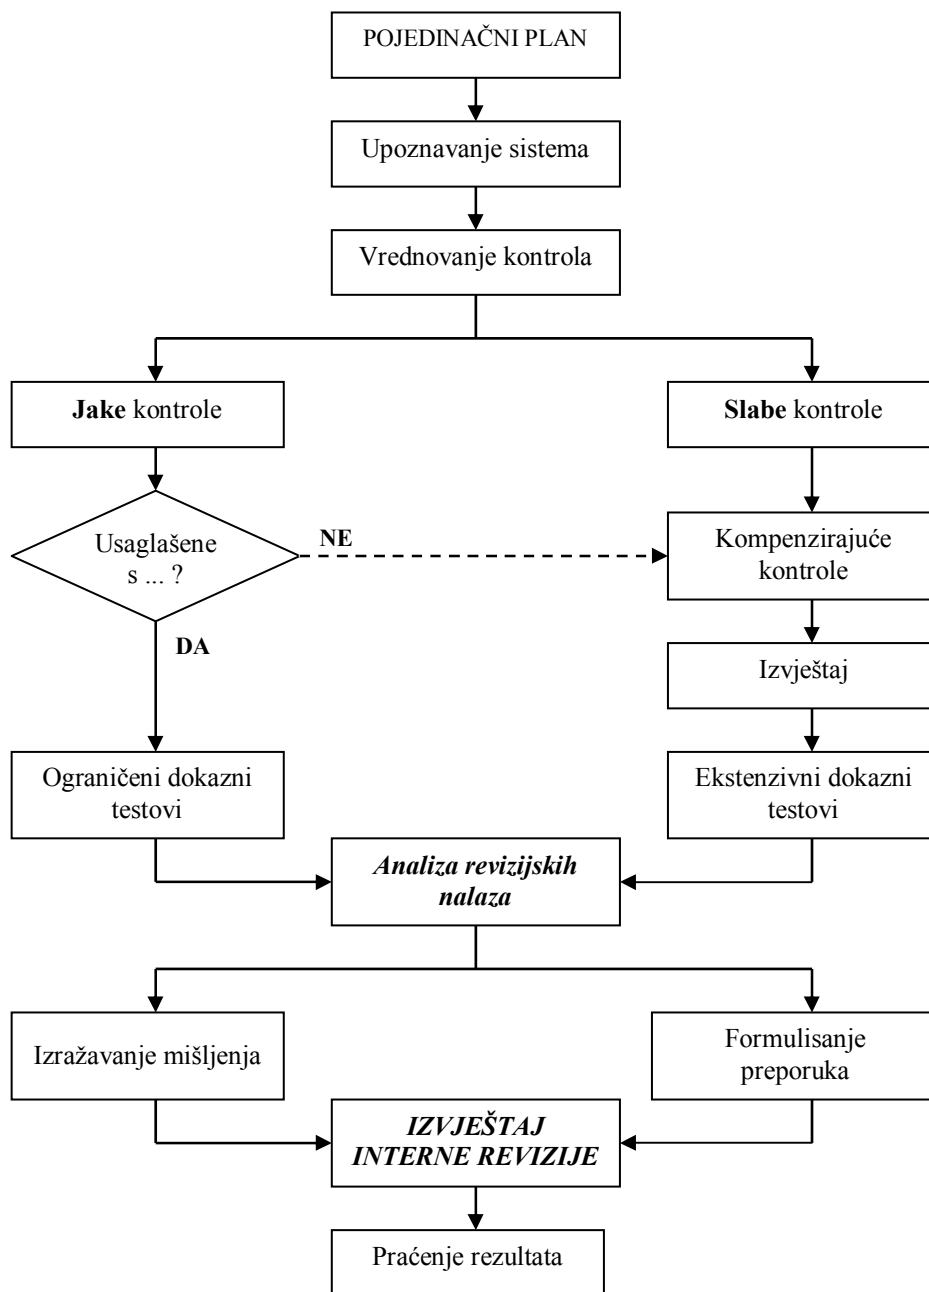 POJEDINAČNI PLAN
Upoznavanje sistema
Vrednovanje kontrola
Jake kontrole
Slabe kontrole
Usaglašene
s ... ?
NE
DA
Kompenzirajuće
kontrole
Izvještaj
Ograničeni dokazni
testovi
Ekstenzivni dokazni
testovi
Analiza revizijskih
nalaza
Izražavanje mišljenja
Formulisanje
preporuka
IZVJEŠTAJ
INTERNE REVIZIJE
Praćenje rezultata